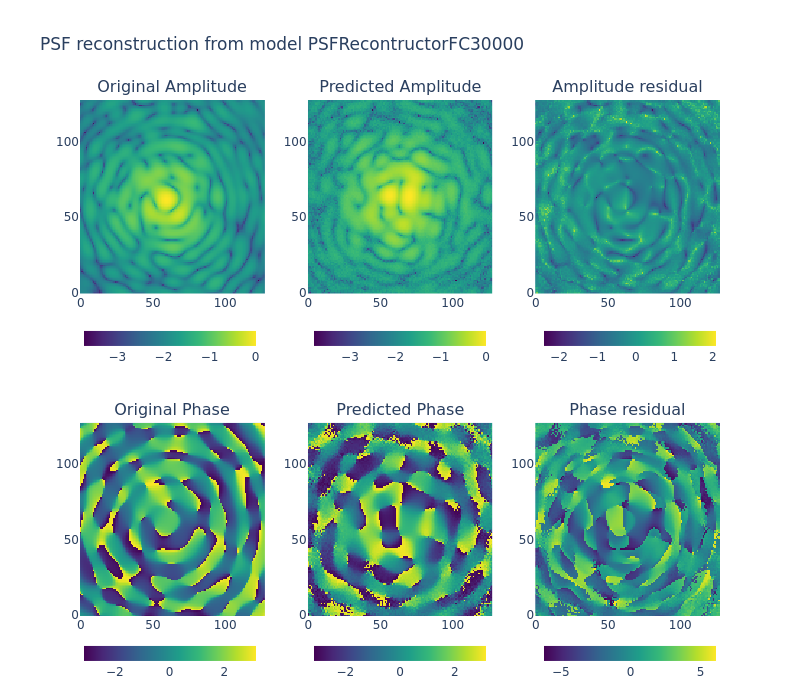 PSF reconstruction from model PSFRecontructorFC30000
Original Amplitude Predicted Amplitude Amplitude residual
100 100 100
50 50 50
0 0 0
0 50 100 0 50 100 0 50 100
−3 −2 −1 0 −3 −2 −1 0 −2 −1 0 1 2
Original Phase Predicted Phase Phase residual
100 100 100
50 50 50
0 0 0
0 50 100 0 50 100 0 50 100
−2 0 2 −2 0 2 −5 0 5